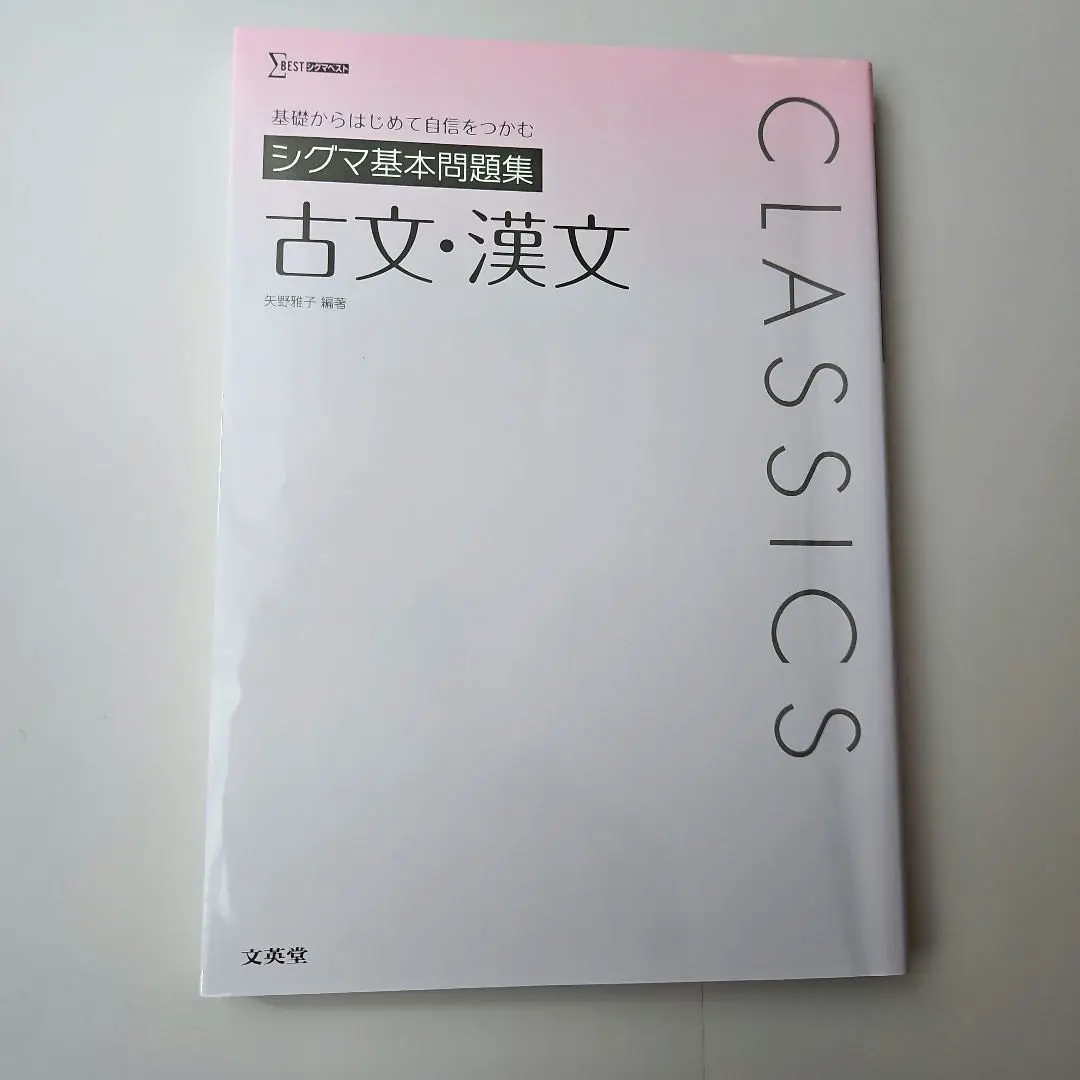 ΣBEST シグマベスト
基礎からはじめて自信をつかむ
シグマ基本問題集
古文・漢文
矢野雅子 編著
CLASSICS
文英堂